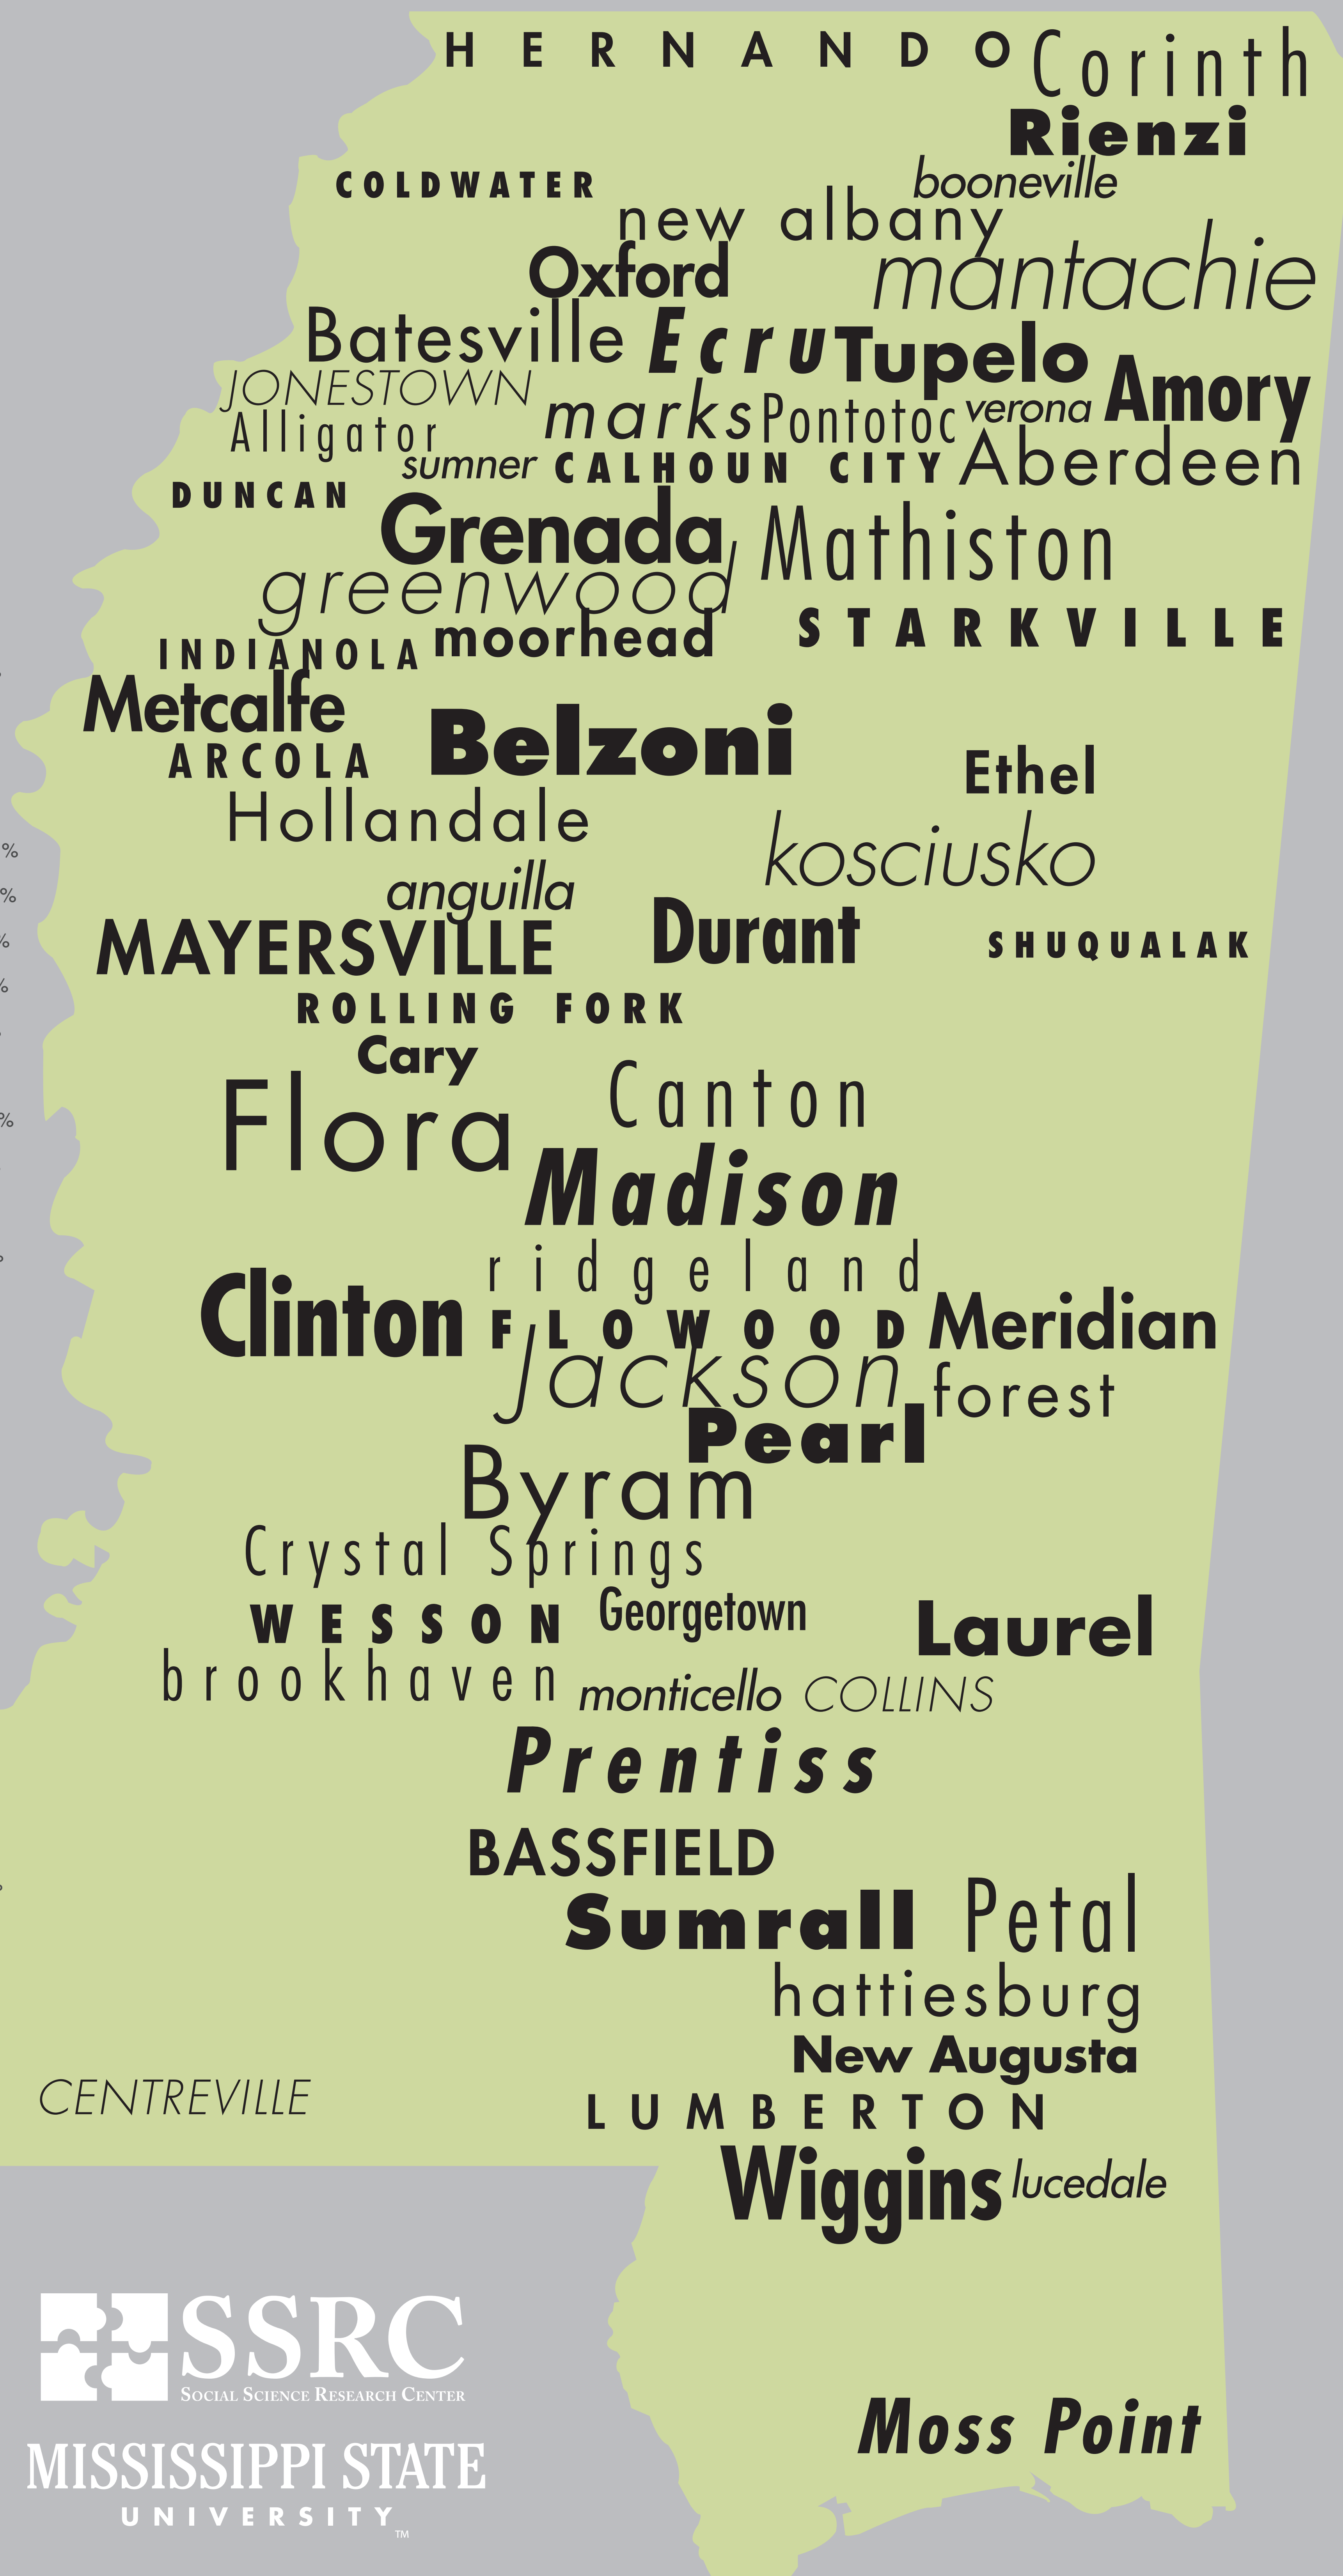 HERNANDO
Corinth
Rienzi
COLDWATER
booneville
new albany
Oxford
mantachie
Batesville
Ecru
Tupelo
JONESTOWN
marks
Pontotoc
verona
Amory
Alligator
sumner
CALHOUN CITY
Aberdeen
DUNCAN
Grenada
Mathiston
greenwood
INDIANOLA
moorhead
STARKVILLE
Metcalfe
ARCOLA
Belzoni
Ethel
Hollandale
kosciusko
%
anguilla
%
MAYERSVILLE
Durant
SHUQUALAK
%
%
ROLLING FORK
Cary
Flora
Canton
%
Madison
ridgeland
Clinton
FLOWOOD
Meridian
Jackson
forest
Pearl
Byram
Crystal Springs
WESSON
Georgetown
Laurel
brookhaven
monticello
COLLINS
Prentiss
BASSFIELD
Sumrall
Petal
hattiesburg
New Augusta
CENTREVILLE
LUMBERTON
Wiggins
lucedale
SSRC
SOCIAL SCIENCE RESEARCH CENTER
Moss Point
MISSISSIPPI STATE
UNIVERSITY
TM